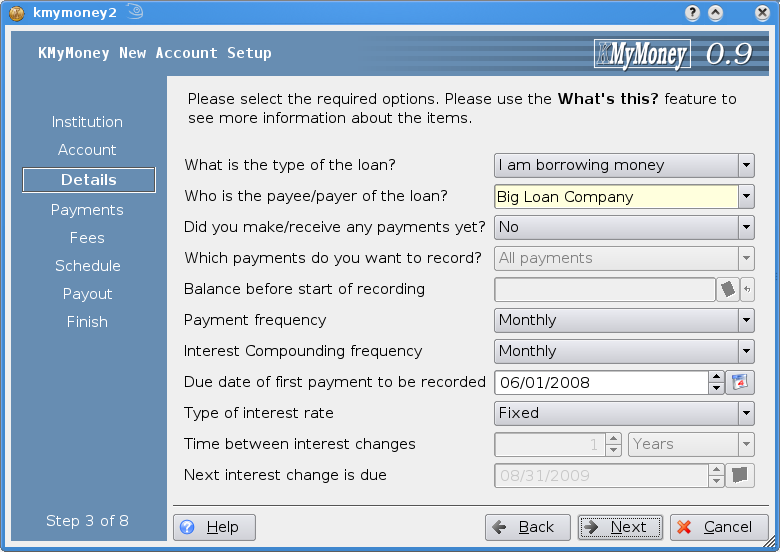 kmymoney2
KMyMoney New Account Setup
KMyMoney 0.9
Institution
Account
Details
Payments
Fees
Schedule
Payout
Finish
Step 3 of 8
Please select the required options. Please use the What's this? feature to
see more information about the items.
What is the type of the loan? I am borrowing money
Who is the payee/payer of the loan? Big Loan Company
Did you make/receive any payments yet? No
Which payments do you want to record? All payments
Balance before start of recording
Payment frequency Monthly
Interest Compounding frequency Monthly
Due date of first payment to be recorded 06/01/2008
Type of interest rate Fixed
Time between interest changes 1 Years
Next interest change is due 08/31/2009
? Help Back Next Cancel